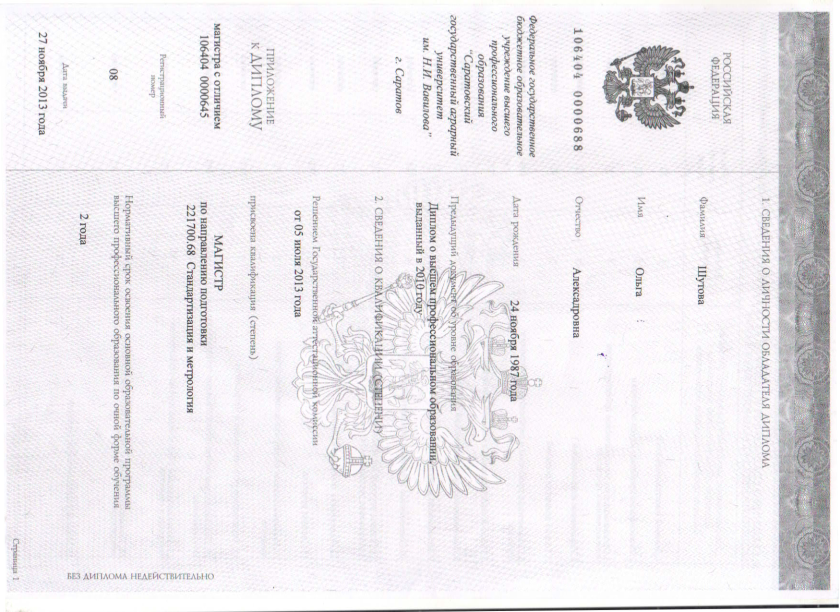 РОССИЙСКАЯ
ФЕДЕРАЦИЯ
106404 0000688
Федеральное государственное
бюджетное образовательное
учреждение высшего
профессионального
образования
"Саратовский
государственный аграрный
университет
им. Н.И. Вавилова"
г. Саратов
ПРИЛОЖЕНИЕ
к ДИПЛОМУ
магистра с отличием
106404 0000645
Регистрационный
номер
08
Дата выдачи
27 ноября 2013 года
1. СВЕДЕНИЯ О ЛИЧНОСТИ ОБЛАДАТЕЛЯ ДИПЛОМА
Фамилия Шутова
Имя Ольга
Отчество Алексадровна
Дата рождения 24 ноября 1987 года
Предыдущий документ об уровне образования
Диплом о высшем профессиональном образовании,
выданный в 2010 году
2. СВЕДЕНИЯ О КВАЛИФИКАЦИИ (СТЕПЕНИ)
Решением Государственной аттестационной комиссии
от 05 июля 2013 года
присвоена квалификация (степень)
МАГИСТР
по направлению подготовки
221700.68 Стандартизация и метрология
Нормативный срок освоения основной образовательной программы
высшего профессионального образования по очной форме обучения
2 года
Страница 1
БЕЗ ДИПЛОМА НЕДЕЙСТВИТЕЛЬНО